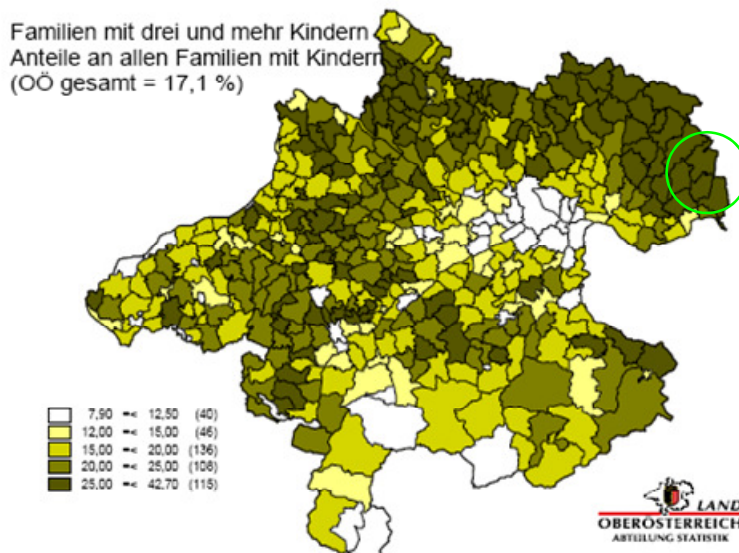 Familien mit drei und mehr Kindern
Anteile an allen Familien mit Kindern
(OÖ gesamt = 17,1 %)
7,90 =< 12,50 (40)
12,00 =< 15,00 (46)
15,00 =< 20,00 (136)
20,00 =< 25,00 (108)
25,00 =< 42,70 (115)
LAND
OBERÖSTERREICH
ABTEILUNG STATISTIK